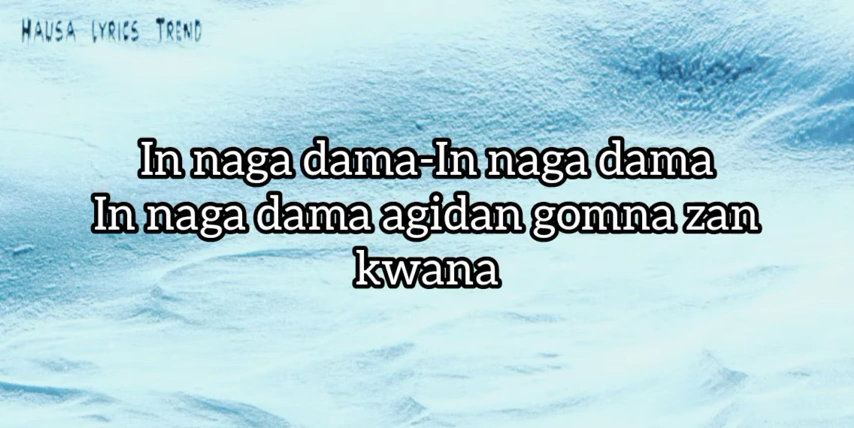 HAUSA LYRICS TREND
In naga dama-In naga dama
In naga dama agidan gomna zan
kwana